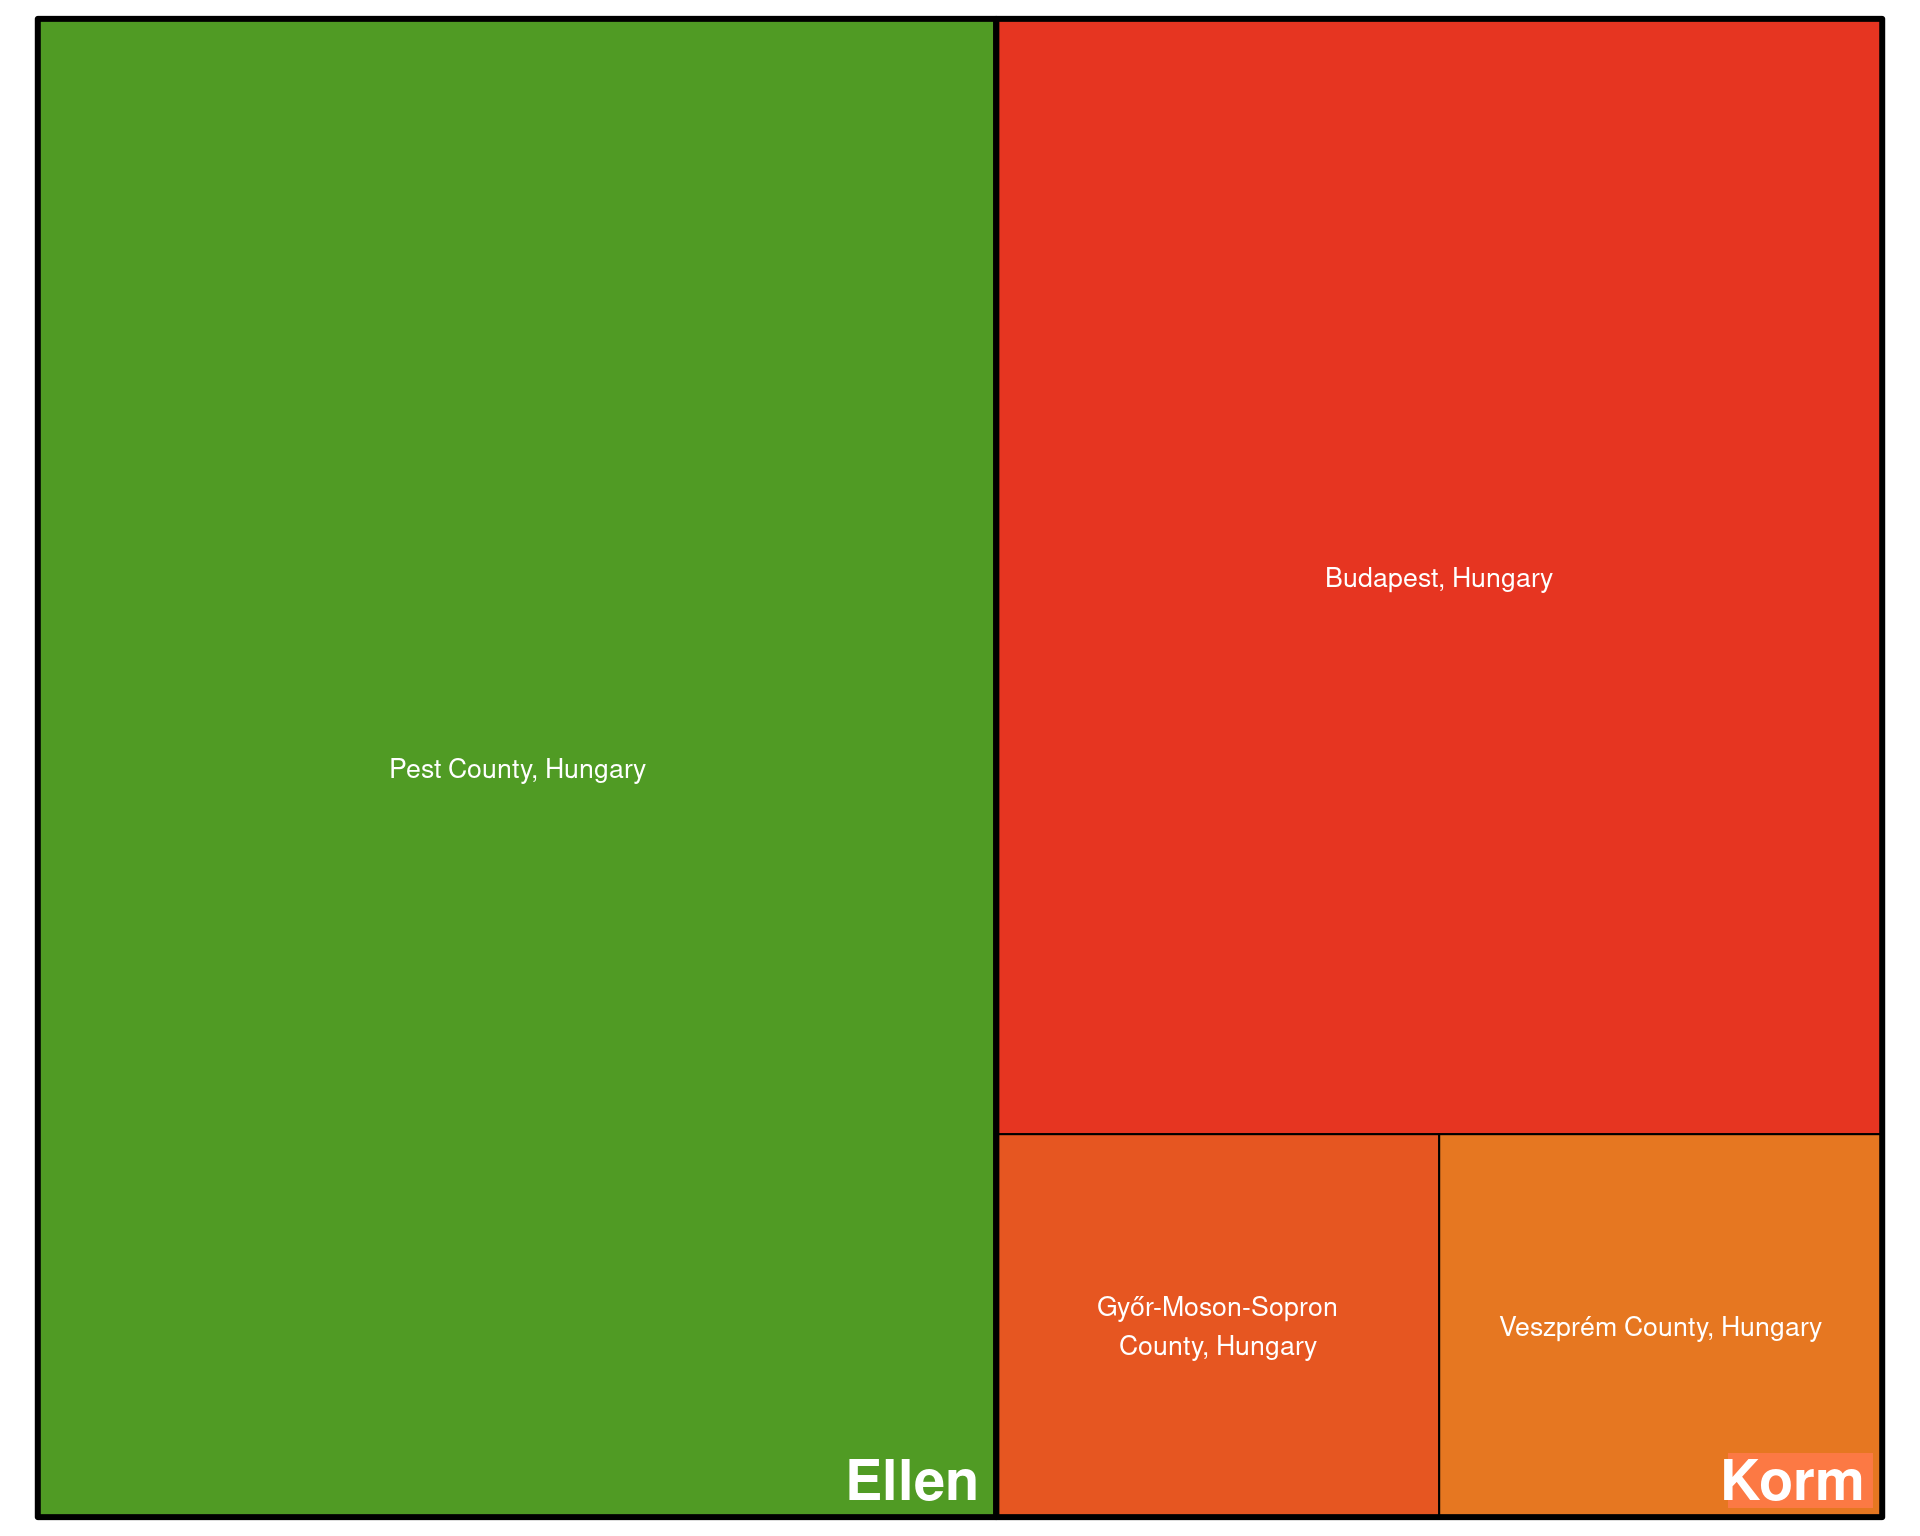 Pest County, Hungary
Ellen
Budapest, Hungary
Győr-Moson-Sopron
County, Hungary
Veszprém County, Hungary
Korm